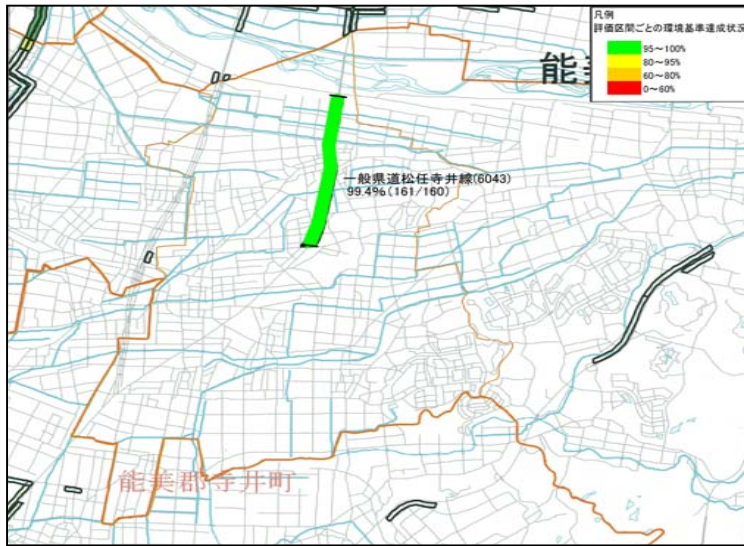 凡例
評価区間ごとの環境基準達成状況
95～100%
80～95%
60～80%
0～60%
能美
一般県道松任寺井線(6043)
99.4%(161/160)
能美郡寺井町